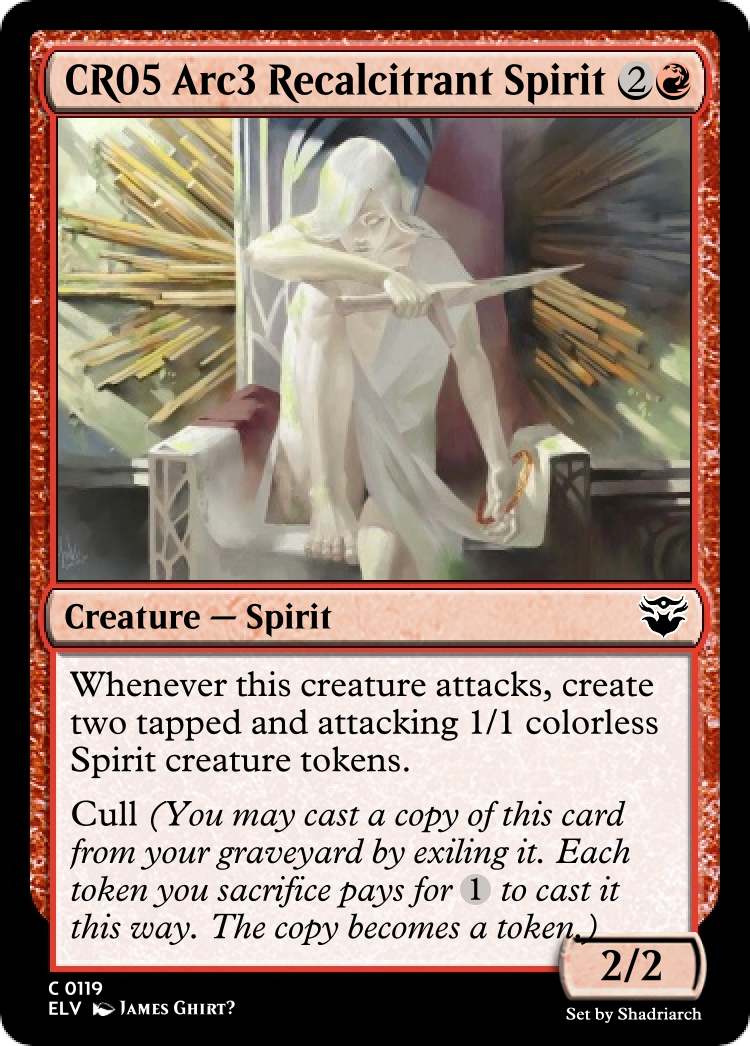 CR05 Arc3 Recalcitrant Spirit 2
Creature — Spirit
Whenever this creature attacks, create
two tapped and attacking 1/1 colorless
Spirit creature tokens.
Cull (You may cast a copy of this card
from your graveyard by exiling it. Each
token you sacrifice pays for 1 to cast it
this way. The copy becomes a token.)
2/2
C 0119
ELV James Ghirt?
Set by Shadriarch